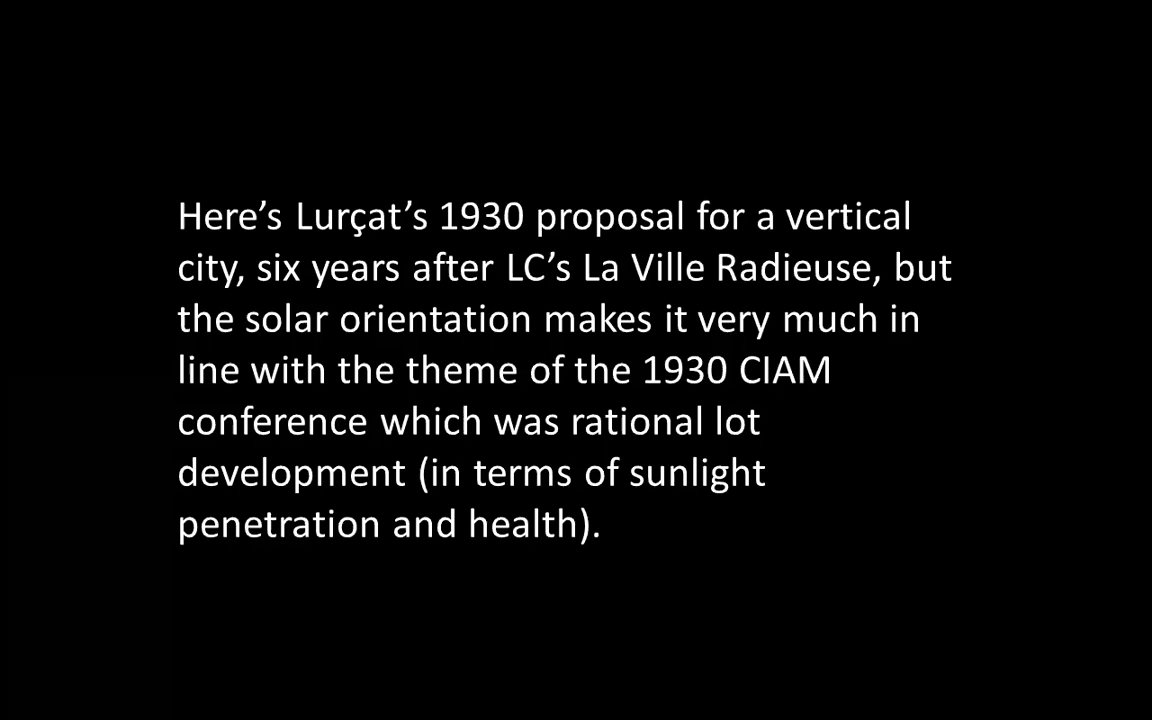 Here’s Lurçat’s 1930 proposal for a vertical
city, six years after LC’s La Ville Radieuse, but
the solar orientation makes it very much in
line with the theme of the 1930 CIAM
conference which was rational lot
development (in terms of sunlight
penetration and health).